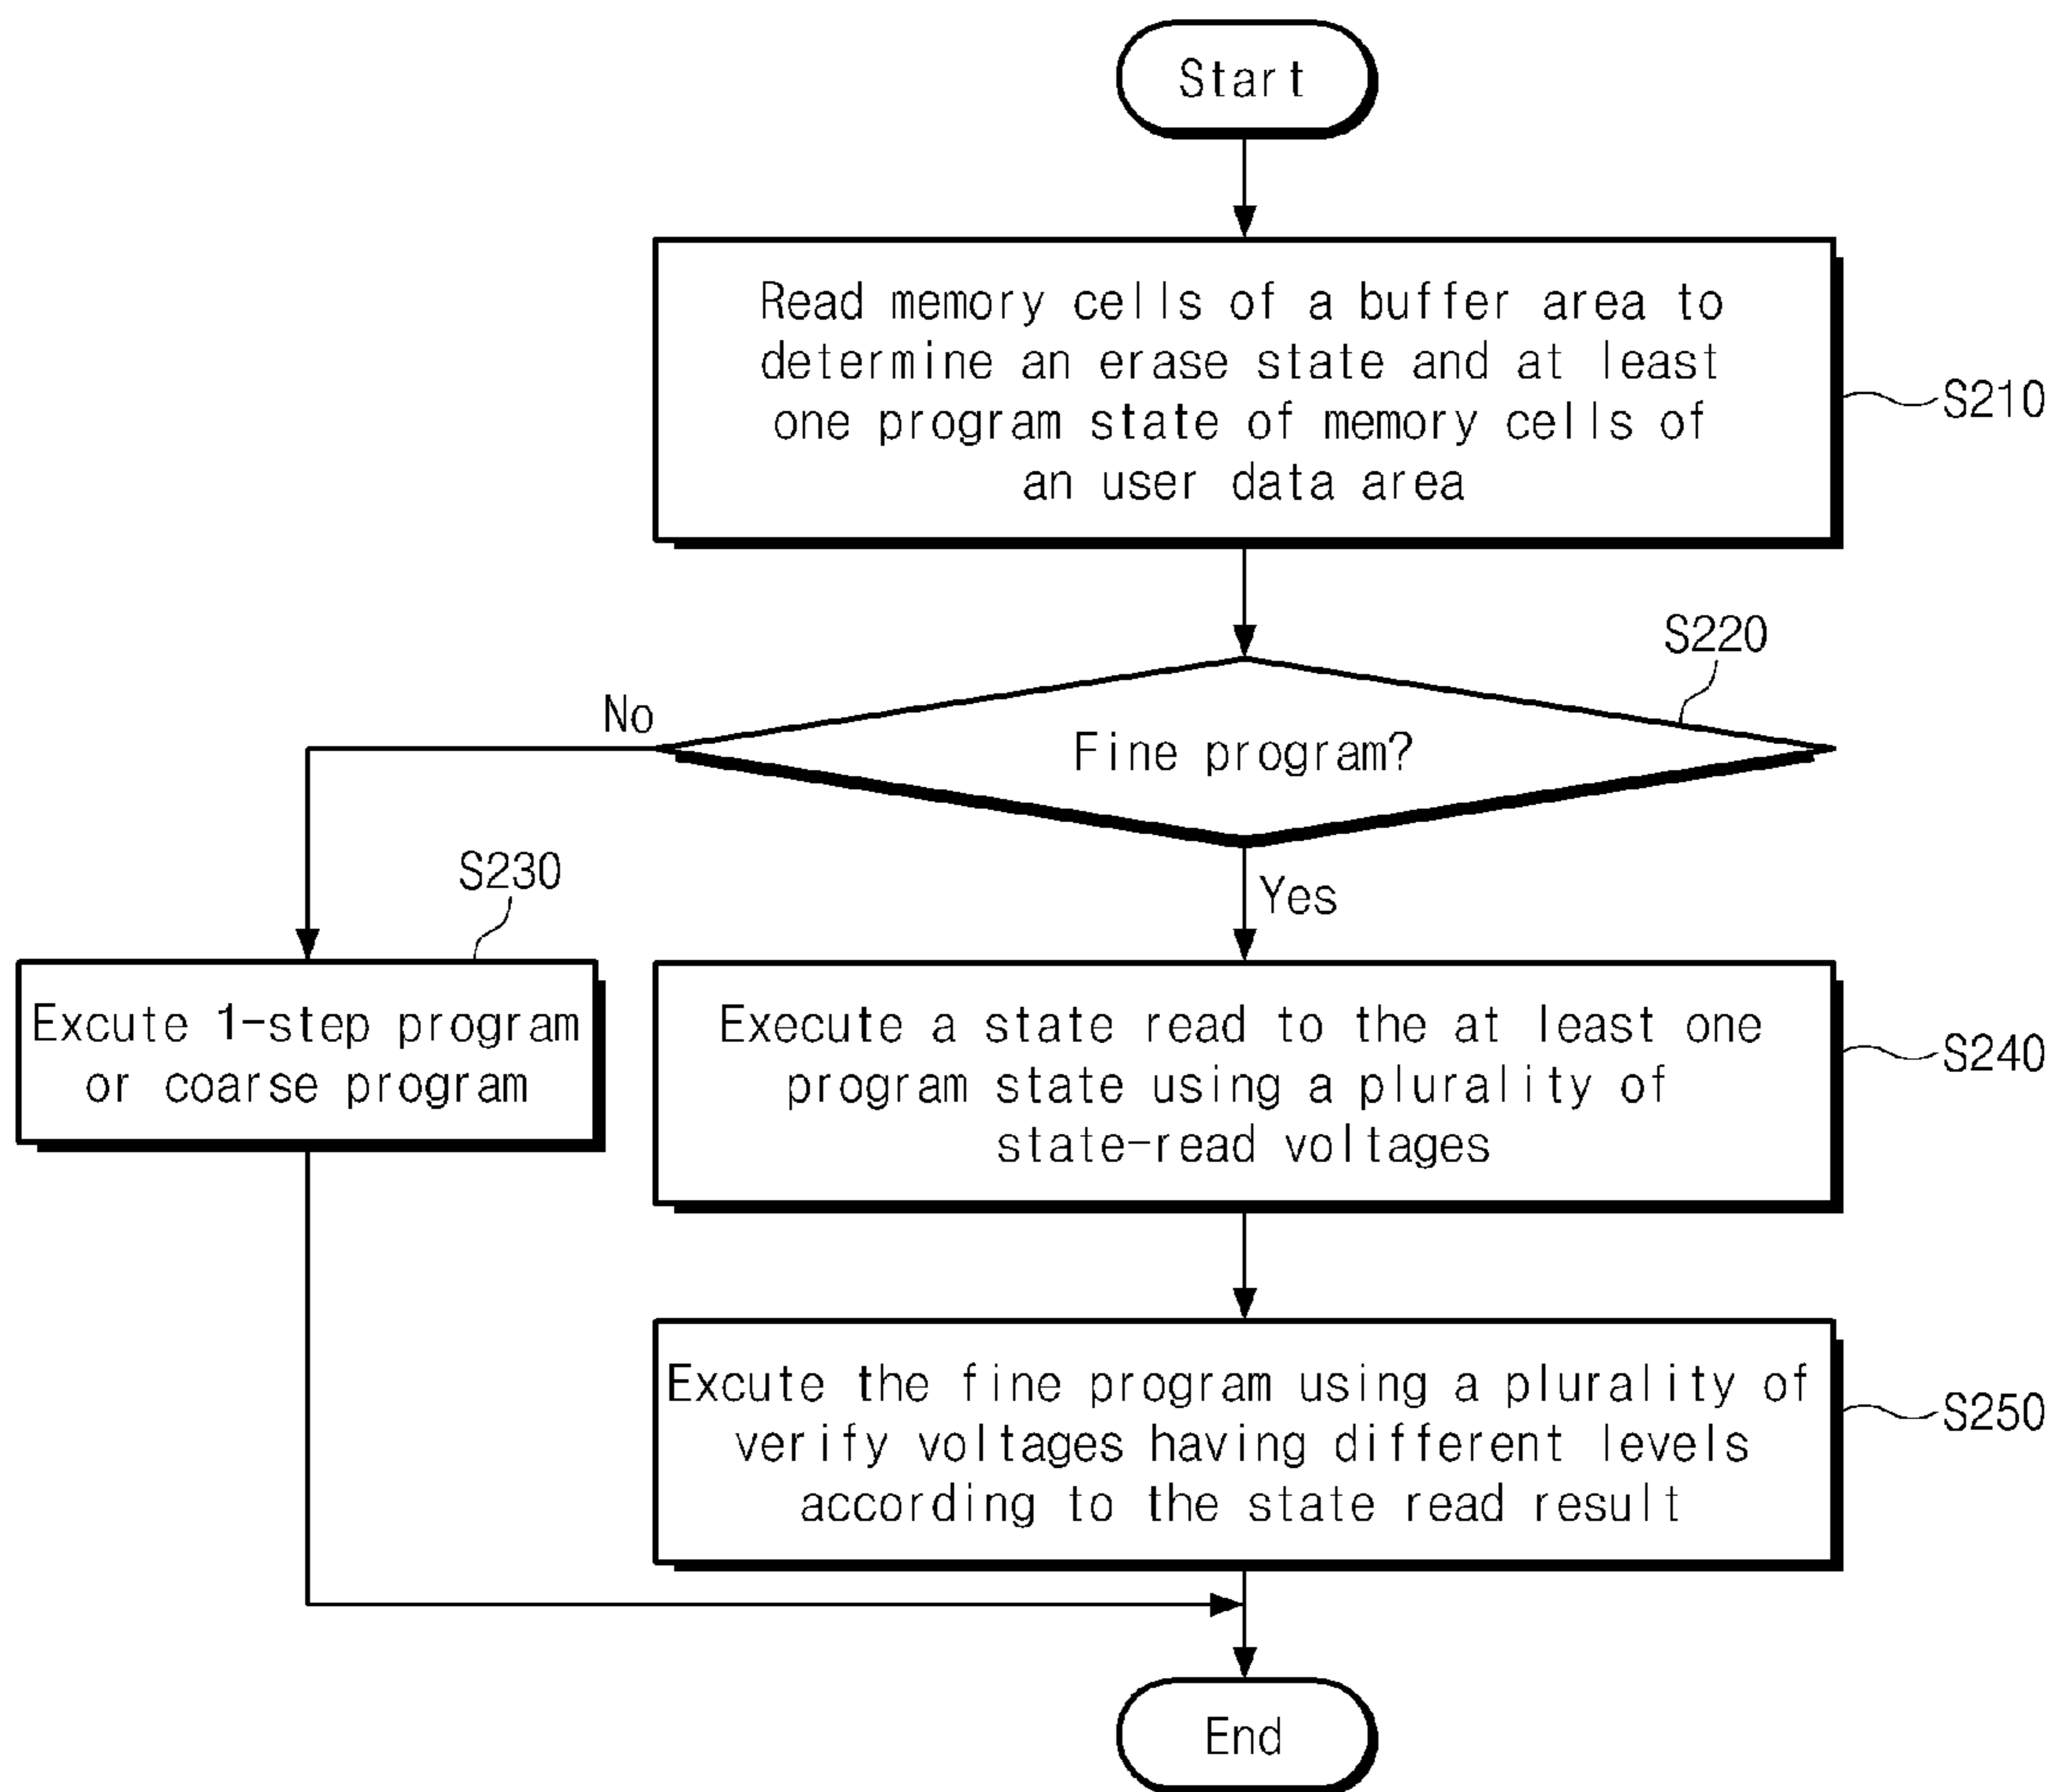 Start
Read memory cells of a buffer area to
determine an erase state and at least
one program state of memory cells of
an user data area
S210
S220
Fine program?
No
Yes
S230
Excute 1-step program
or coarse program
Execute a state read to the at least one
program state using a plurality of
state-read voltages
S240
Excute the fine program using a plurality of
verify voltages having different levels
according to the state read result
S250
End